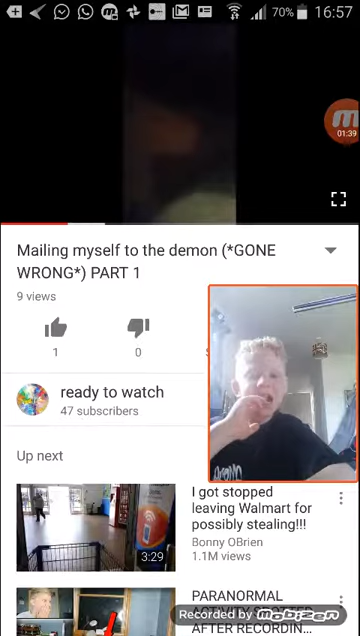 70% 16:57
01:39
Mailing myself to the demon (*GONE
WRONG*) PART 1
9 views
1
0
ready to watch
47 subscribers
Up next
3:29
I got stopped
leaving Walmart for
possibly stealing!!!
Bonny OBrien
1.1M views
PARANORMAL
AFTER RECORDIN...
Recorded by mobizen